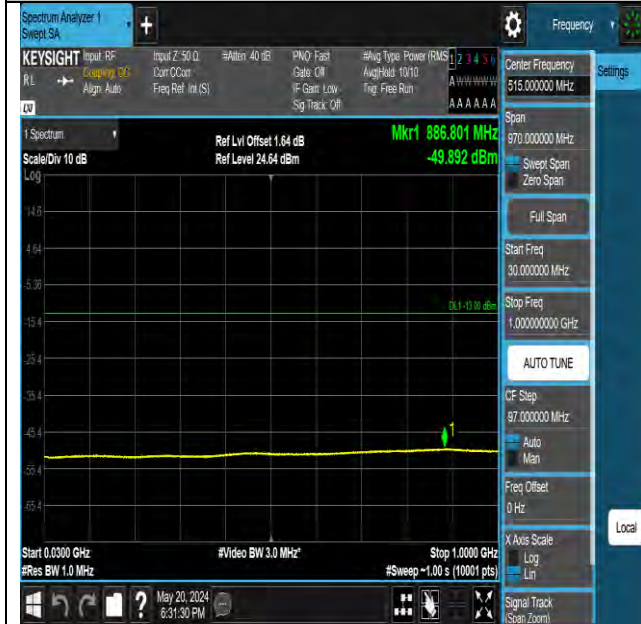 Spectrum Analyzer 1
Swept SA
+
Frequency
KEYSIGHT
RL
Input: RF
Coupling: DC
Align: Auto
Input Z: 50 Ω
Corr CCorr
Freq Ref: Int (S)
#Atten: 40 dB
PNO: Fast
Gate: Off
IF Gain: Low
Sig Track: Off
#Avg Type: Power (RMS
Avg|Hold: 10/10
Trig: Free Run
1 2 3 4 5 6
A WWWWW
A A A A A A
1 Spectrum
Scale/Div 10 dB
Log
Ref Lvl Offset 1.64 dB
Ref Level 24.64 dBm
Mkr1 886.801 MHz
-49.892 dBm
14.6
4.64
-5.36
DL1 -13.00 dBm
-15.4
-25.4
-35.4
-45.4
1
-55.4
-65.4
Start 0.0300 GHz
#Res BW 1.0 MHz
#Video BW 3.0 MHz*
Stop 1.0000 GHz
#Sweep ~1.00 s (10001 pts)
Center Frequency
515.000000 MHz
Settings
Span
970.000000 MHz
Swept Span
Zero Span
Full Span
Start Freq
30.000000 MHz
Stop Freq
1.000000000 GHz
AUTO TUNE
CF Step
97.000000 MHz
Auto
Man
Freq Offset
0 Hz
Local
X Axis Scale
Log
Lin
Signal Track
(Span Zoom)
?
May 20, 2024
6:31:30 PM